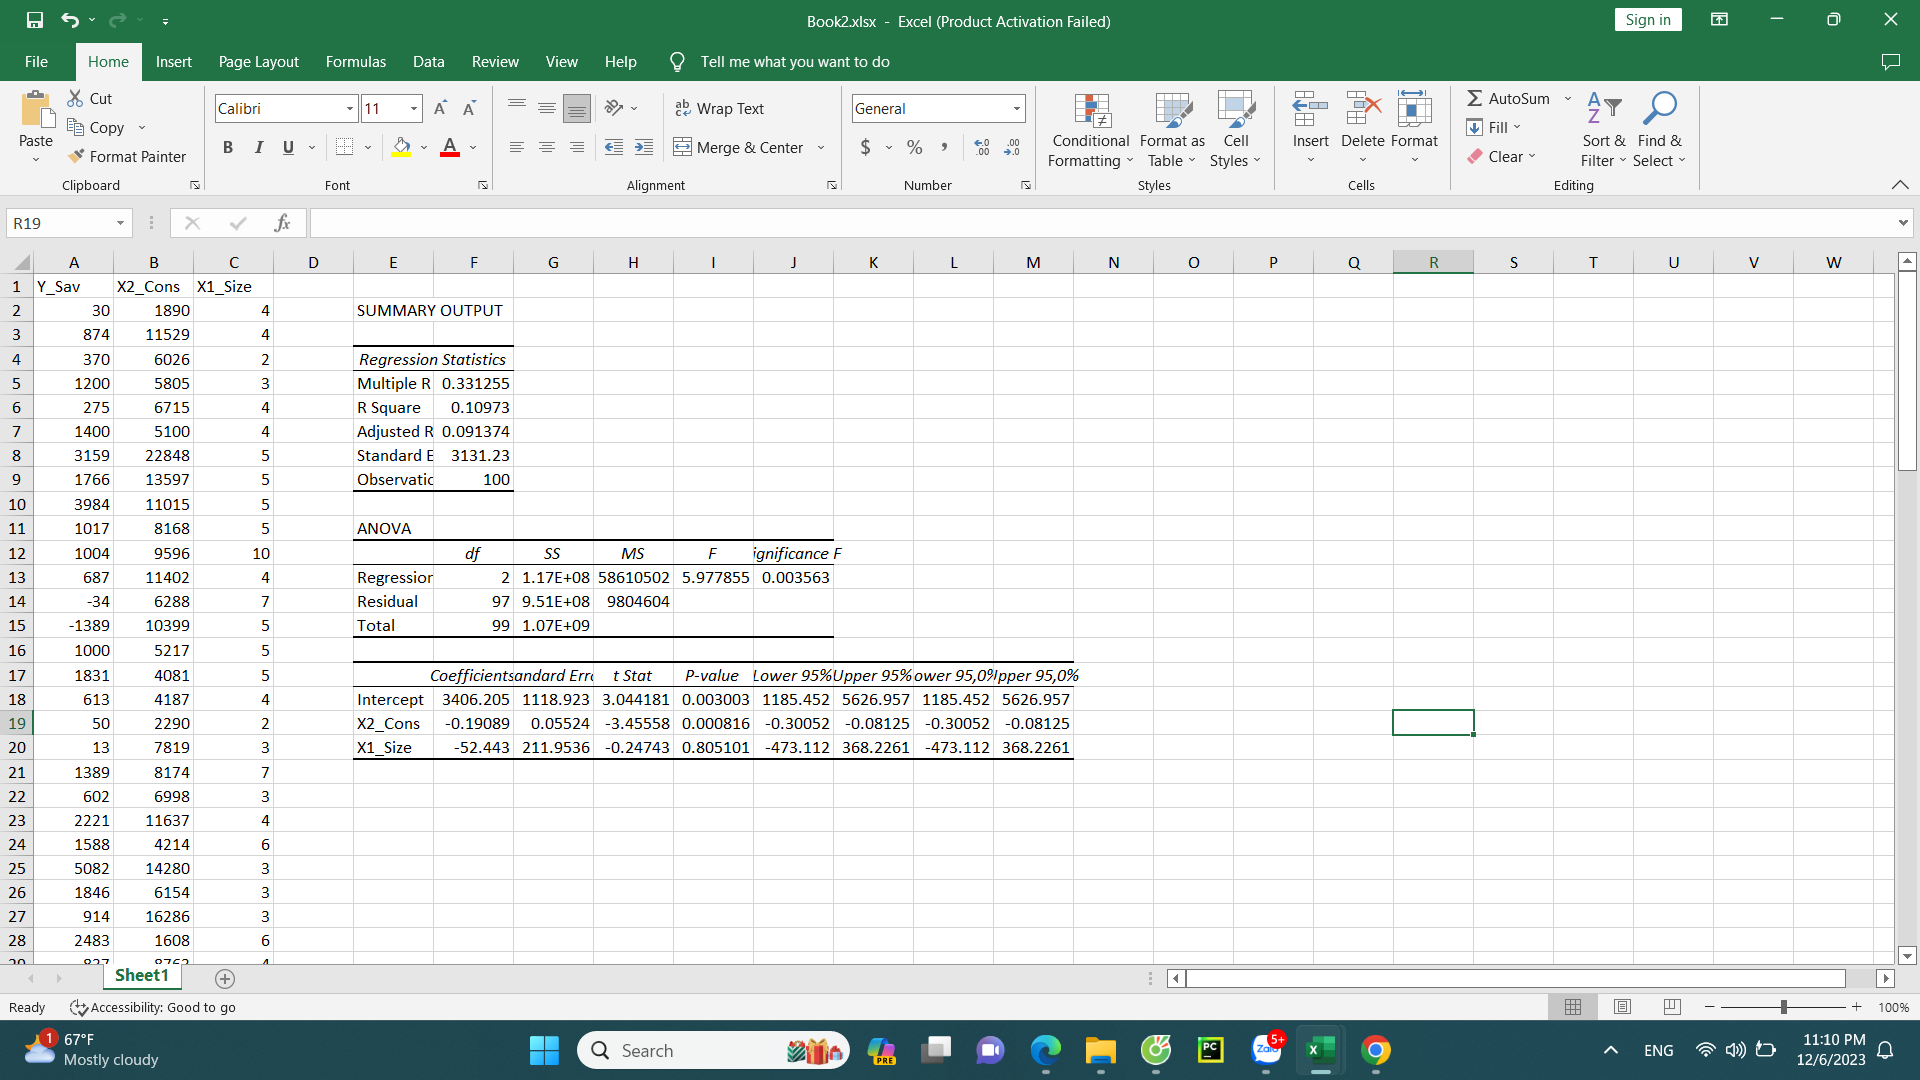 Book2.xlsx - Excel (Product Activation Failed)
Sign in
File Home Insert Page Layout Formulas Data Review View Help Tell me what you want to do
Paste
Cut
Copy
Format Painter
Clipboard
Calibri 11
B I U
Font
Wrap Text
Merge & Center
Alignment
General
$ % ,
Number
Conditional Formatting
Format as Table
Cell Styles
Styles
Insert Delete Format
Cells
AutoSum
Fill
Clear
Sort & Filter
Find & Select
Editing
R19
fx
A B C D E F G H I J K L M N O P Q R S T U V W
1 Y_Sav X2_Cons X1_Size
2 30 1890 4 SUMMARY OUTPUT
3 874 11529 4
4 370 6026 2 Regression Statistics
5 1200 5805 3 Multiple R 0.331255
6 275 6715 4 R Square 0.10973
7 1400 5100 4 Adjusted R 0.091374
8 3159 22848 5 Standard E 3131.23
9 1766 13597 5 Observatic 100
10 3984 11015 5
11 1017 8168 5 ANOVA
12 1004 9596 10 df SS MS F ignificance F
13 687 11402 4 Regressior 2 1.17E+08 58610502 5.977855 0.003563
14 -34 6288 7 Residual 97 9.51E+08 9804604
15 -1389 10399 5 Total 99 1.07E+09
16 1000 5217 5
17 1831 4081 5 Coefficients andard Erro t Stat P-value Lower 95% Upper 95% ower 95,0% Ipper 95,0%
18 613 4187 4 Intercept 3406.205 1118.923 3.044181 0.003003 1185.452 5626.957 1185.452 5626.957
19 50 2290 2 X2_Cons -0.19089 0.05524 -3.45558 0.000816 -0.30052 -0.08125 -0.30052 -0.08125
20 13 7819 3 X1_Size -52.443 211.9536 -0.24743 0.805101 -473.112 368.2261 -473.112 368.2261
21 1389 8174 7
22 602 6998 3
23 2221 11637 4
24 1588 4214 6
25 5082 14280 3
26 1846 6154 3
27 914 16286 3
28 2483 1608 6
Sheet1
Ready Accessibility: Good to go 100%
1 67°F
Mostly cloudy
Search
PRE
PC
Zalo 5+
ENG
11:10 PM
12/6/2023